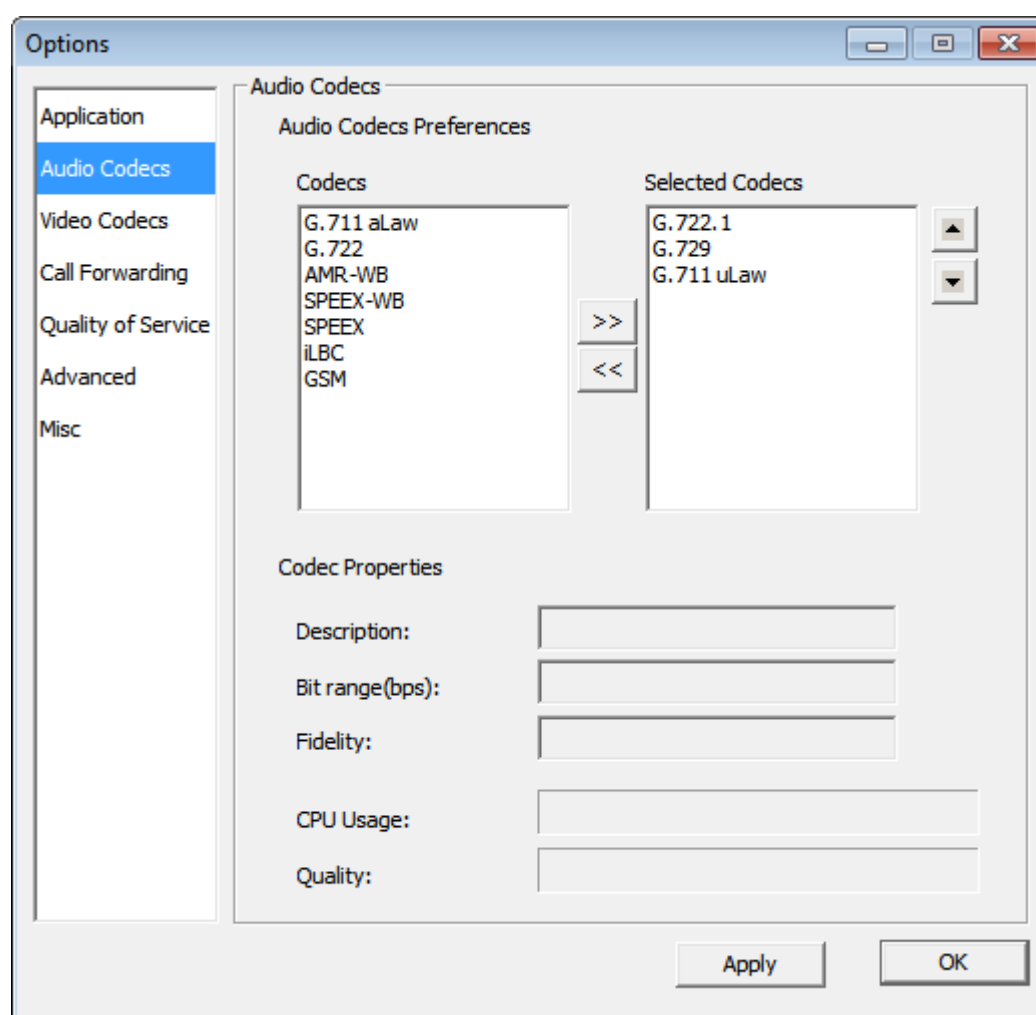 Options
Application
Audio Codecs
Video Codecs
Call Forwarding
Quality of Service
Advanced
Misc
Audio Codecs
Audio Codecs Preferences
Codecs
G.711 aLaw
G.722
AMR-WB
SPEEX-WB
SPEEX
iLBC
GSM
>>
<<
Selected Codecs
G.722.1
G.729
G.711 uLaw
Codec Properties
Description:
Bit range(bps):
Fidelity:
CPU Usage:
Quality:
Apply
OK